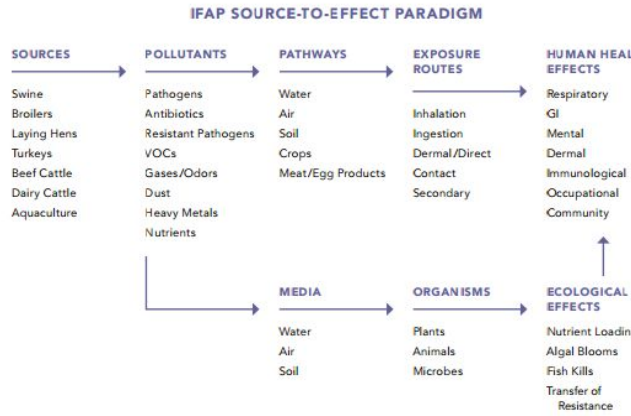 IFAP SOURCE-TO-EFFECT PARADIGM
SOURCES
Swine
Broilers
Laying Hens
Turkeys
Beef Cattle
Dairy Cattle
Aquaculture
POLLUTANTS
Pathogens
Antibiotics
Resistant Pathogens
VOCs
Gases/Odors
Dust
Heavy Metals
Nutrients
PATHWAYS
Water
Air
Soil
Crops
Meat/Egg Products
EXPOSURE
ROUTES
Inhalation
Ingestion
Dermal/Direct
Contact
Secondary
HUMAN HEAL
EFFECTS
Respiratory
GI
Mental
Dermal
Immunological
Occupational
Community
MEDIA
Water
Air
Soil
ORGANISMS
Plants
Animals
Microbes
ECOLOGICAL
EFFECTS
Nutrient Loadin
Algal Blooms
Fish Kills
Transfer of
Resistance